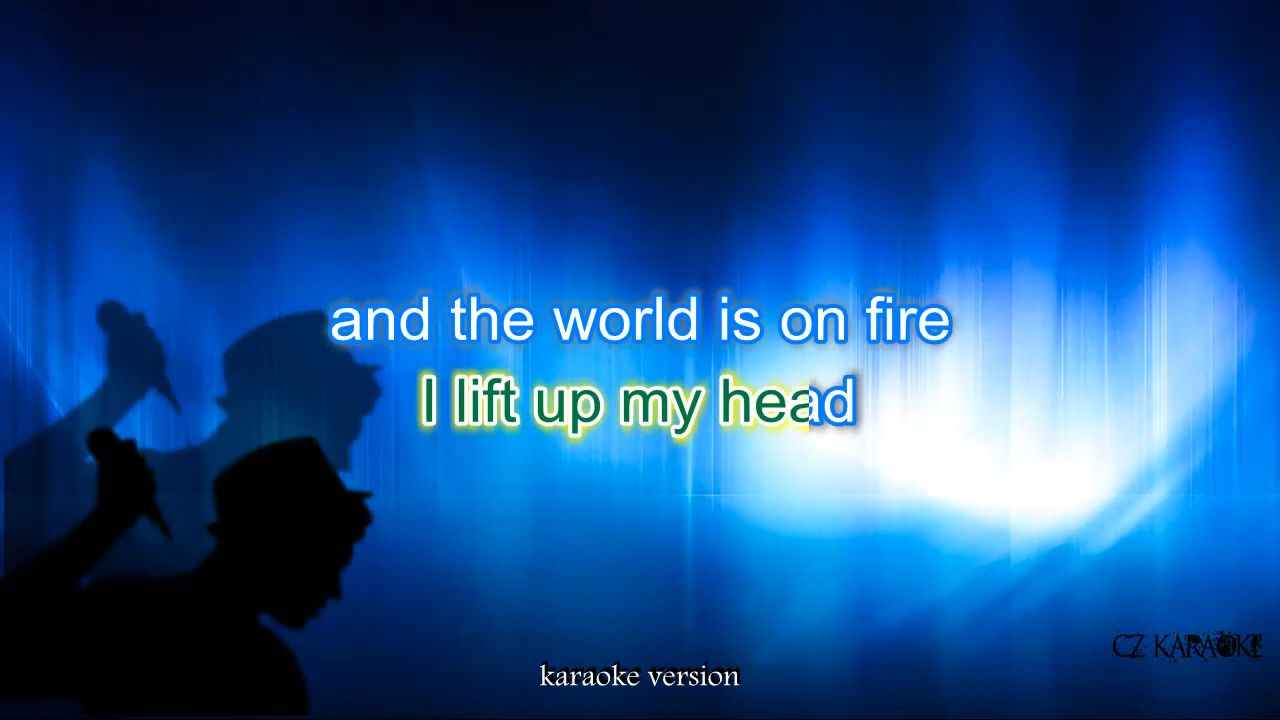 and the world is on fire
I lift up my head
CZ KARAOKE
karaoke version